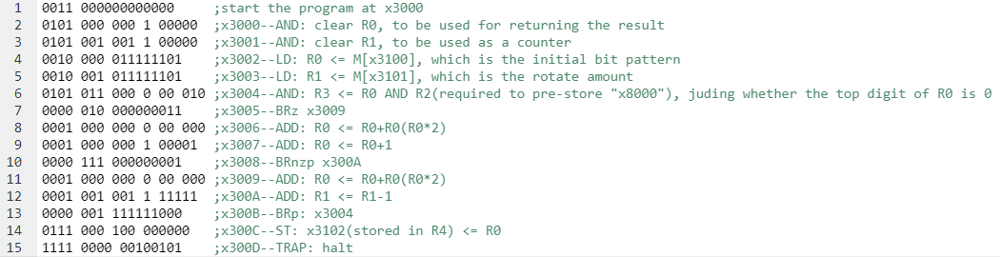 1 0011 000000000000 ;start the program at x3000
2 0101 000 000 1 00000 ;x3000--AND: clear R0, to be used for returning the result
3 0101 001 001 1 00000 ;x3001--AND: clear R1, to be used as a counter
4 0010 000 011111101 ;x3002--LD: R0 <= M[x3100], which is the initial bit pattern
5 0010 001 011111101 ;x3003--LD: R1 <= M[x3101], which is the rotate amount
6 0101 011 000 0 00 010 ;x3004--AND: R3 <= R0 AND R2(required to pre-store "x8000"), juding whether the top digit of R0 is 0
7 0000 010 000000011 ;x3005--BRz x3009
8 0001 000 000 0 00 000 ;x3006--ADD: R0 <= R0+R0(R0*2)
9 0001 000 000 1 00001 ;x3007--ADD: R0 <= R0+1
10 0000 111 000000001 ;x3008--BRnzp x300A
11 0001 000 000 0 00 000 ;x3009--ADD: R0 <= R0+R0(R0*2)
12 0001 001 001 1 11111 ;x300A--ADD: R1 <= R1-1
13 0000 001 111111000 ;x300B--BRp: x3004
14 0111 000 100 000000 ;x300C--ST: x3102(stored in R4) <= R0
15 1111 0000 00100101 ;x300D--TRAP: halt